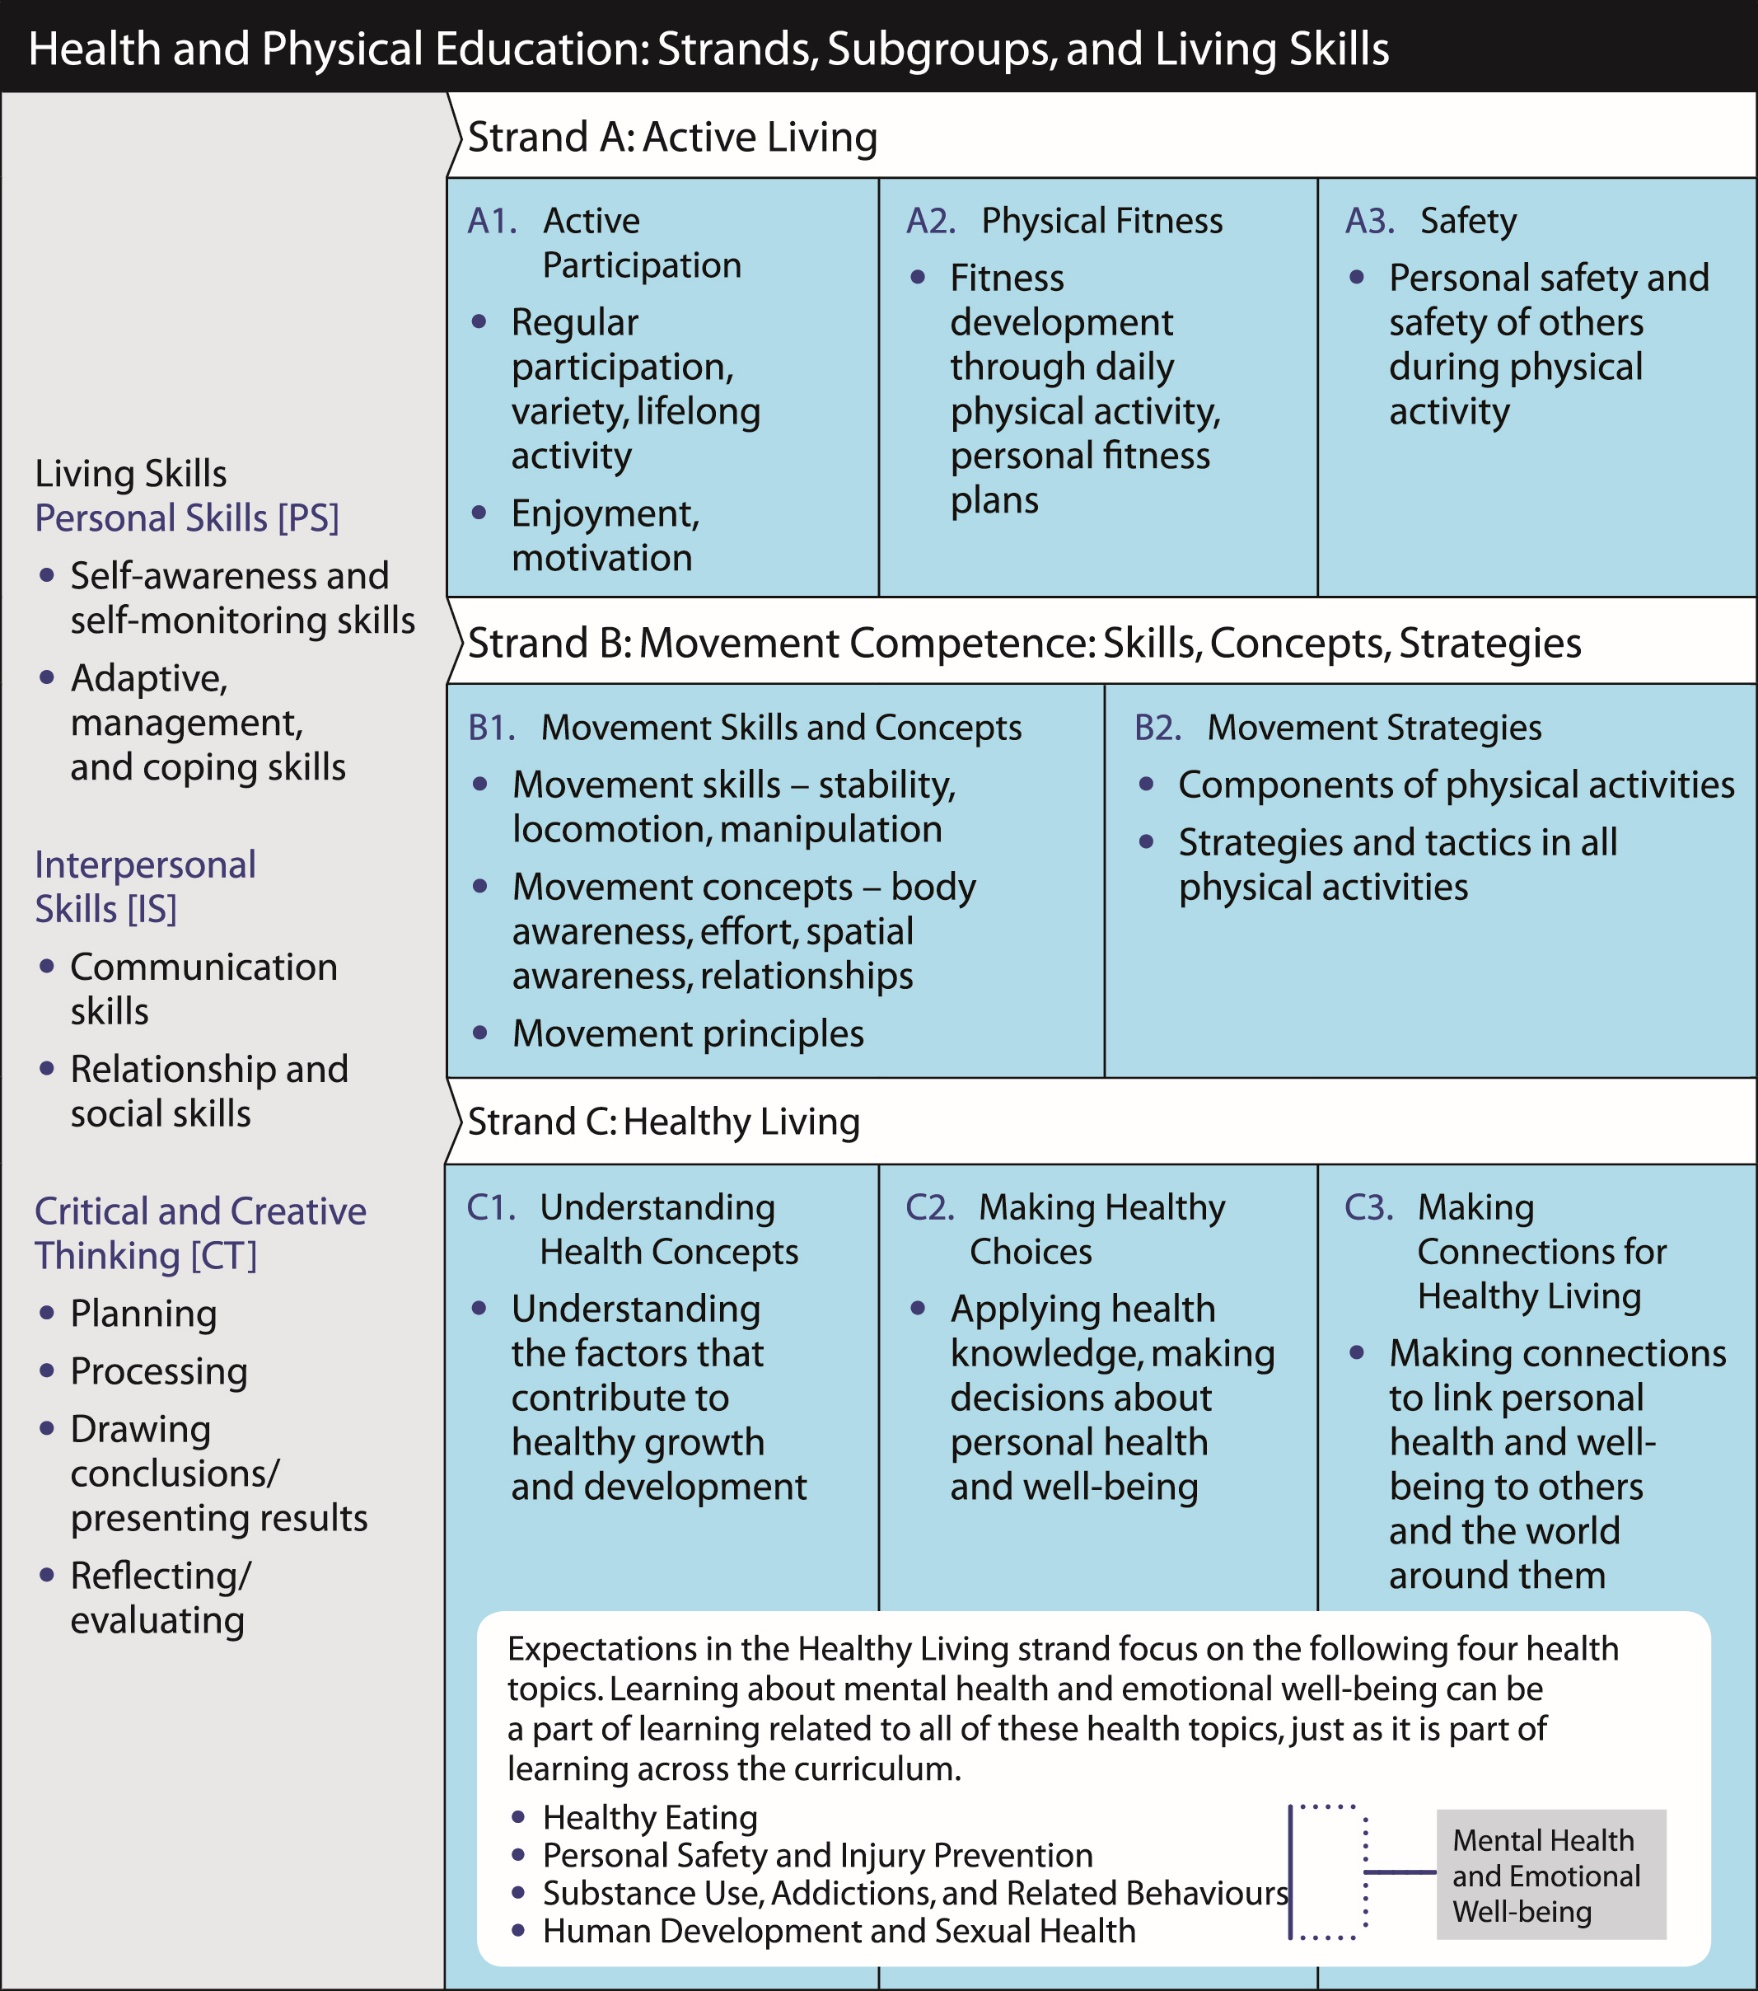 Health and Physical Education: Strands, Subgroups, and Living Skills
Living Skills
Personal Skills [PS]
• Self-awareness and
self-monitoring skills
• Adaptive,
management,
and coping skills
Interpersonal
Skills [IS]
• Communication
skills
• Relationship and
social skills
Critical and Creative
Thinking [CT]
• Planning
• Processing
• Drawing
conclusions/
presenting results
• Reflecting/
evaluating
Strand A: Active Living
A1. Active
Participation
• Regular
participation,
variety, lifelong
activity
• Enjoyment,
motivation
A2. Physical Fitness
• Fitness
development
through daily
physical activity,
personal fitness
plans
A3. Safety
• Personal safety and
safety of others
during physical
activity
Strand B: Movement Competence: Skills, Concepts, Strategies
B1. Movement Skills and Concepts
• Movement skills – stability,
locomotion, manipulation
• Movement concepts – body
awareness, effort, spatial
awareness, relationships
• Movement principles
B2. Movement Strategies
• Components of physical activities
• Strategies and tactics in all
physical activities
Strand C: Healthy Living
C1. Understanding
Health Concepts
• Understanding
the factors that
contribute to
healthy growth
and development
C2. Making Healthy
Choices
• Applying health
knowledge, making
decisions about
personal health
and well-being
C3. Making
Connections for
Healthy Living
• Making connections
to link personal
health and well-
being to others
and the world
around them
Expectations in the Healthy Living strand focus on the following four health
topics. Learning about mental health and emotional well-being can be
a part of learning related to all of these health topics, just as it is part of
learning across the curriculum.
• Healthy Eating
• Personal Safety and Injury Prevention
• Substance Use, Addictions, and Related Behaviours
• Human Development and Sexual Health
Mental Health
and Emotional
Well-being